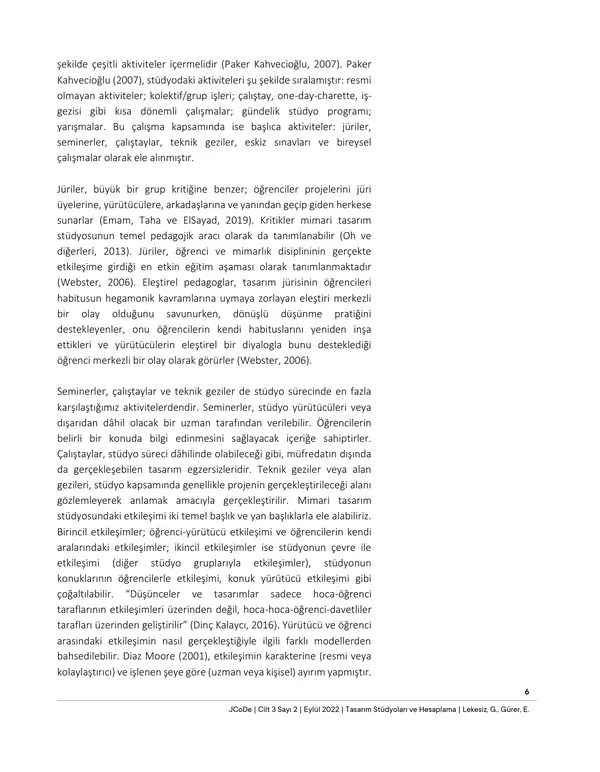 şekilde çeşitli aktiviteler içermelidir (Paker Kahvecioğlu, 2007). Paker
Kahvecioğlu (2007), stüdyodaki aktiviteleri şu şekilde sıralamıştır: resmi
olmayan aktiviteler; kolektif/grup işleri; çalıştay, one-day-charette, iş-
gezisi gibi kısa dönemli çalışmalar; gündelik stüdyo programı;
yarışmalar. Bu çalışma kapsamında ise başlıca aktiviteler: jüriler,
seminerler, çalıştaylar, teknik geziler, eskiz sınavları ve bireysel
çalışmalar olarak ele alınmıştır.
Jüriler, büyük bir grup kritiğine benzer; öğrenciler projelerini jüri
üyelerine, yürütücülere, arkadaşlarına ve yanından geçip giden herkese
sunarlar (Emam, Taha ve ElSayad, 2019). Kritikler mimari tasarım
stüdyosunun temel pedagojik aracı olarak da tanımlanabilir (Oh ve
diğerleri, 2013). Jüriler, öğrenci ve mimarlık disiplininin gerçekte
etkileşime girdiği en etkin eğitim aşaması olarak tanımlanmaktadır
(Webster, 2006). Eleştirel pedagoglar, tasarım jürisinin öğrencileri
habitusun hegamonik kavramlarına uymaya zorlayan eleştiri merkezli
bir olay olduğunu savunurken, dönüşlü düşünme pratiğini
destekleyenler, onu öğrencilerin kendi habituslarını yeniden inşa
ettikleri ve yürütücülerin eleştirel bir diyalogla bunu desteklediği
öğrenci merkezli bir olay olarak görürler (Webster, 2006).
Seminerler, çalıştaylar ve teknik geziler de stüdyo sürecinde en fazla
karşılaştığımız aktivitelerdendir. Seminerler, stüdyo yürütücüleri veya
dışarıdan dâhil olacak bir uzman tarafından verilebilir. Öğrencilerin
belirli bir konuda bilgi edinmesini sağlayacak içeriğe sahiptirler.
Çalıştaylar, stüdyo süreci dâhilinde olabileceği gibi, müfredatın dışında
da gerçekleşebilen tasarım egzersizleridir. Teknik geziler veya alan
gezileri, stüdyo kapsamında genellikle projenin gerçekleştirileceği alanı
gözlemleyerek anlamak amacıyla gerçekleştirilir. Mimari tasarım
stüdyosundaki etkileşimi iki temel başlık ve yan başlıklarla ele alabiliriz.
Birincil etkileşimler; öğrenci-yürütücü etkileşimi ve öğrencilerin kendi
aralarındaki etkileşimler; ikincil etkileşimler ise stüdyonun çevre ile
etkileşimi (diğer stüdyo gruplarıyla etkileşimler), stüdyonun
konuklarının öğrencilerle etkileşimi, konuk yürütücü etkileşimi gibi
çoğaltılabilir. “Düşünceler ve tasarımlar sadece hoca-öğrenci
taraflarının etkileşimleri üzerinden değil, hoca-hoca-öğrenci-davetliler
tarafları üzerinden geliştirilir” (Dinç Kalaycı, 2016). Yürütücü ve öğrenci
arasındaki etkileşimin nasıl gerçekleştiğiyle ilgili farklı modellerden
bahsedilebilir. Diaz Moore (2001), etkileşimin karakterine (resmi veya
kolaylaştırıcı) ve işlenen şeye göre (uzman veya kişisel) ayırım yapmıştır.
6
JCoDe | Cilt 3 Sayı 2 | Eylül 2022 | Tasarım Stüdyoları ve Hesaplama | Lekesiz, G., Gürer, E.